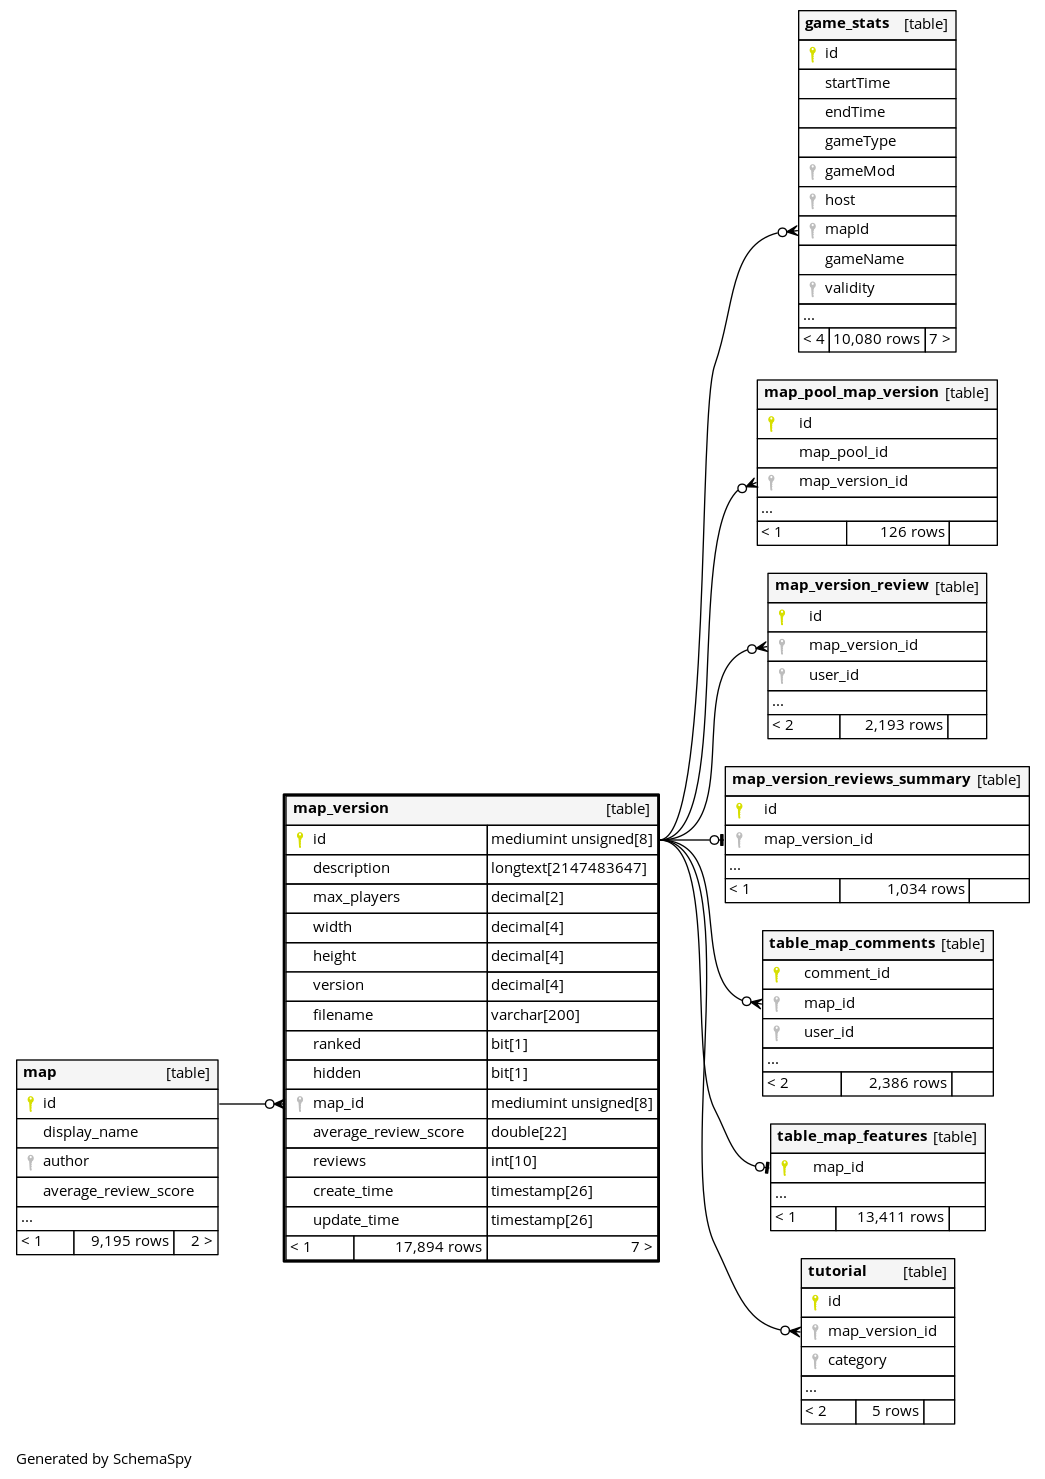 game_stats [table]
id
startTime
endTime
gameType
gameMod
host
mapId
gameName
validity
...
< 4 10,080 rows 7 >
map_pool_map_version [table]
id
map_pool_id
map_version_id
...
< 1 126 rows
map_version_review [table]
id
map_version_id
user_id
...
< 2 2,193 rows
map_version_reviews_summary [table]
id
map_version_id
...
< 1 1,034 rows
map_version [table]
id mediumint unsigned[8]
description longtext[2147483647]
max_players decimal[2]
width decimal[4]
height decimal[4]
version decimal[4]
filename varchar[200]
ranked bit[1]
hidden bit[1]
map_id mediumint unsigned[8]
average_review_score double[22]
reviews int[10]
create_time timestamp[26]
update_time timestamp[26]
< 1 17,894 rows 7 >
table_map_comments [table]
comment_id
map_id
user_id
...
< 2 2,386 rows
map [table]
id
display_name
author
average_review_score
...
< 1 9,195 rows 2 >
table_map_features [table]
map_id
...
< 1 13,411 rows
tutorial [table]
id
map_version_id
category
...
< 2 5 rows
Generated by SchemaSpy